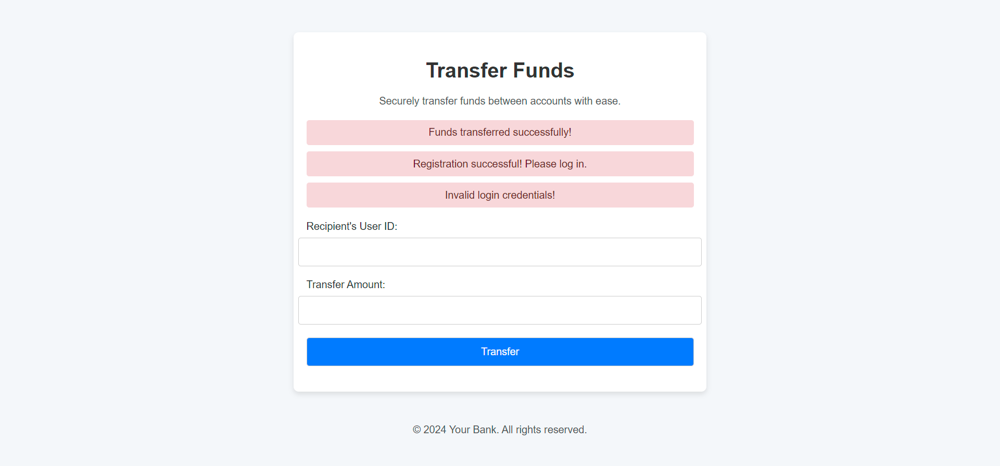 Transfer Funds
Securely transfer funds between accounts with ease.
Funds transferred successfully!
Registration successful! Please log in.
Invalid login credentials!
Recipient's User ID:
Transfer Amount:
Transfer
© 2024 Your Bank. All rights reserved.